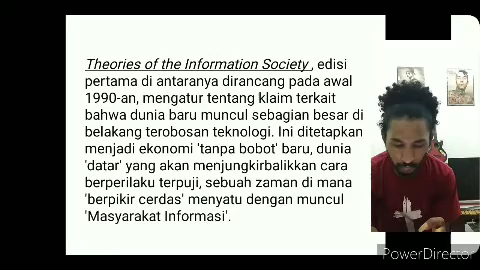 Theories of the Information Society , edisi
pertama di antaranya dirancang pada awal
1990-an, mengatur tentang klaim terkait
bahwa dunia baru muncul sebagian besar di
belakang terobosan teknologi. Ini ditetapkan
menjadi ekonomi 'tanpa bobot' baru, dunia
'datar' yang akan menjungkirbalikkan cara
berperilaku terpuji, sebuah zaman di mana
'berpikir cerdas' menyatu dengan muncul
'Masyarakat Informasi'.
PowerDirector